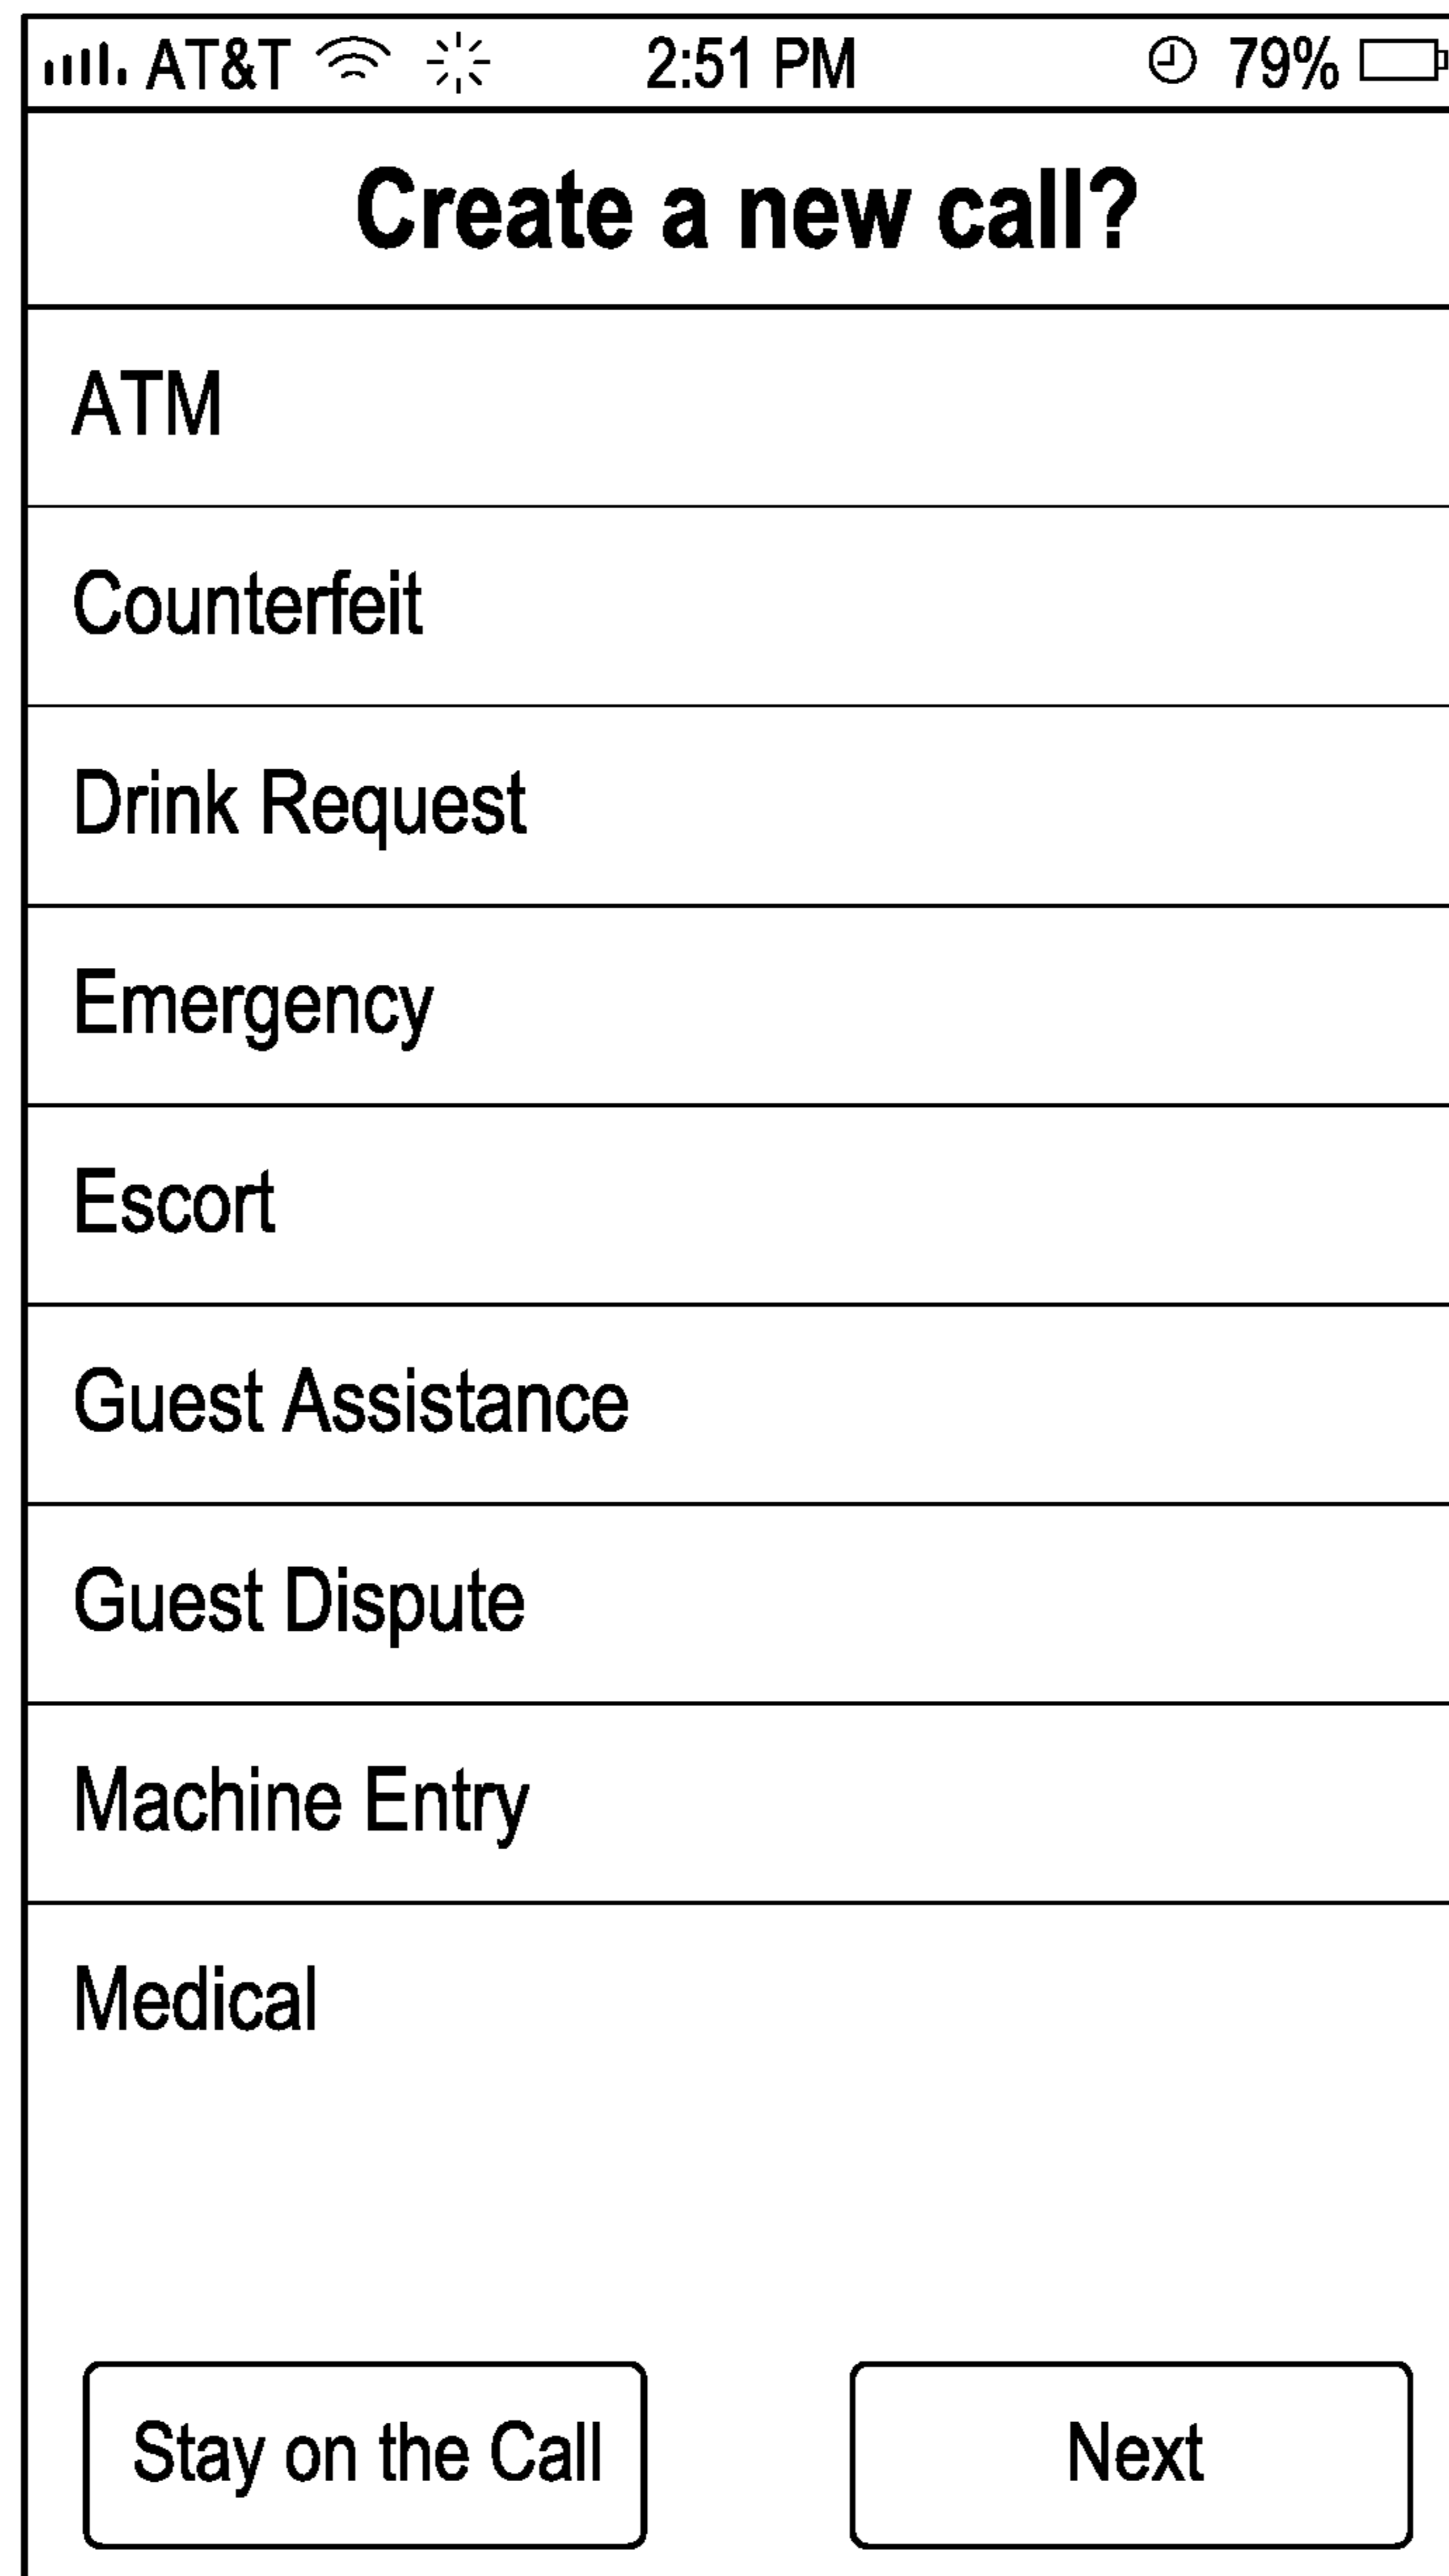 AT&T 2:51 PM 79%
Create a new call?
ATM
Counterfeit
Drink Request
Emergency
Escort
Guest Assistance
Guest Dispute
Machine Entry
Medical
Stay on the Call Next